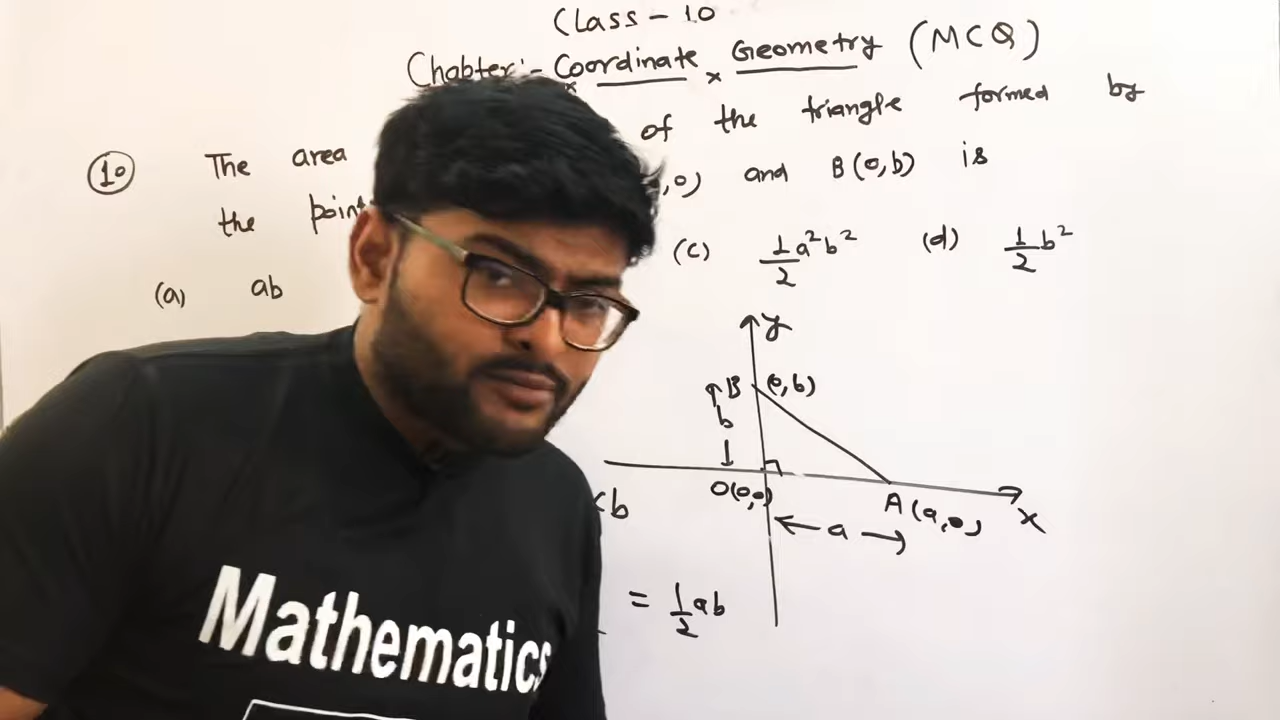 Class - 10
Chabter:- Coordinate Geometry (MCQ)
10 The area of the triangle formed by
the ,0) and B(0,b) is
(a) ab (c) 1/2 a²b² (d) 1/2 b²
y
B (0,b)
b
O(0,0) A(a,0) x
a
= 1/2 ab
Mathematics